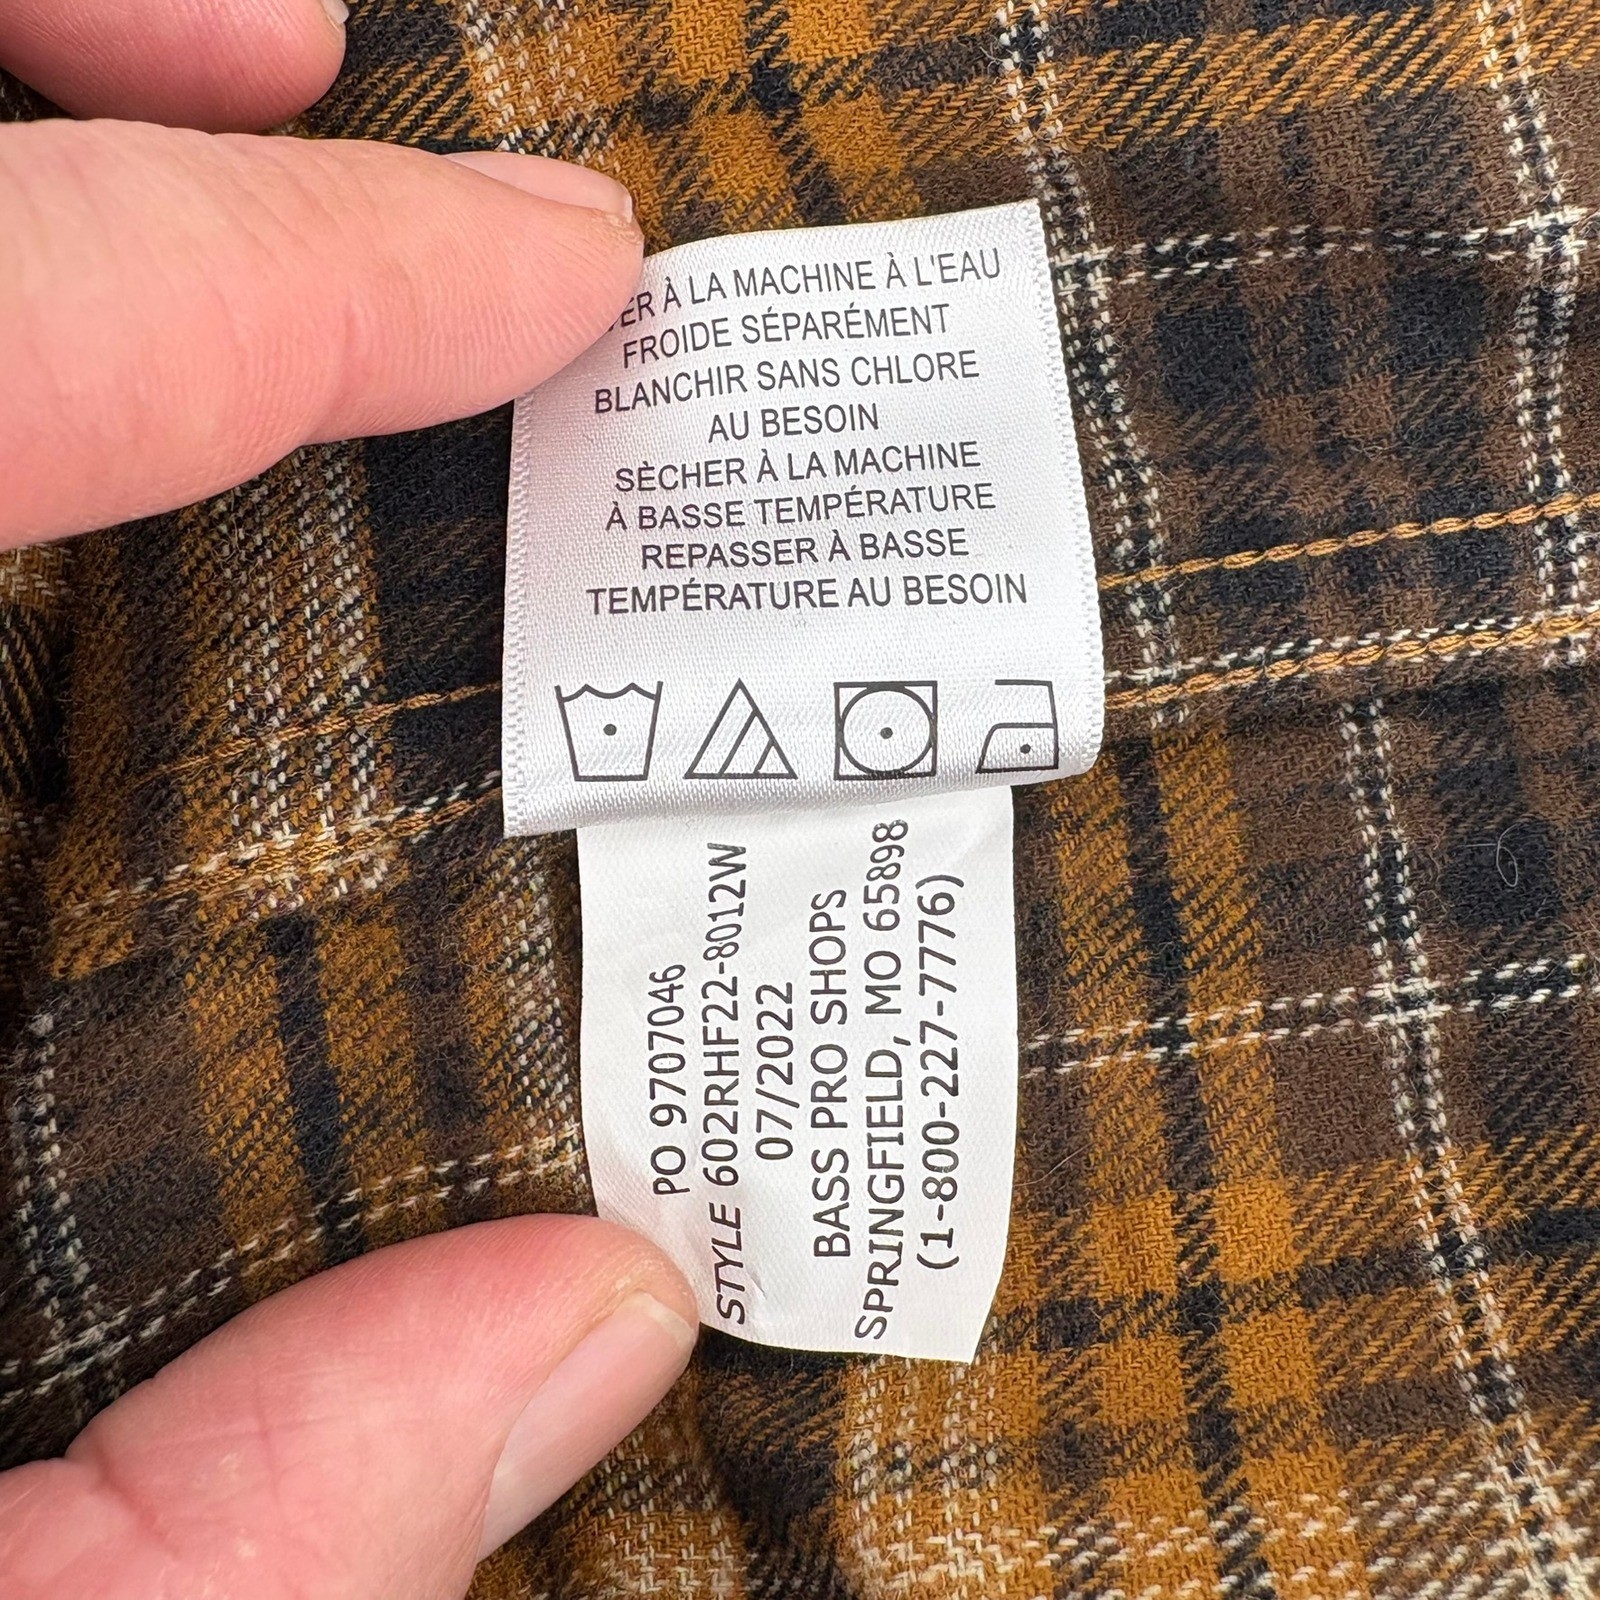 À LA MACHINE À L'EAU
FROIDE SÉPARÉMENT
BLANCHIR SANS CHLORE
AU BESOIN
SÈCHER À LA MACHINE
À BASSE TEMPÉRATURE
REPASSER À BASSE
TEMPÉRATURE AU BESOIN
PO 9707046
STYLE 602RHF22-8012W
07/2022
BASS PRO SHOPS
SPRINGFIELD, MO 65898
(1-800-227-7776)